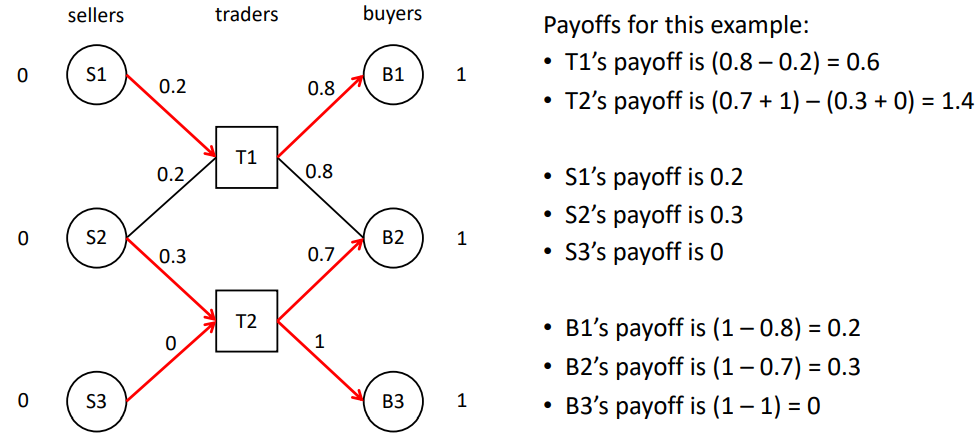 sellers traders buyers
0 S1 0.2 0.8 B1 1
T1
0.2 0.8
0 S2 B2 1
0.3 0.7
T2
0 1
0 S3 B3 1
Payoffs for this example:
• T1's payoff is (0.8 – 0.2) = 0.6
• T2's payoff is (0.7 + 1) – (0.3 + 0) = 1.4
• S1's payoff is 0.2
• S2's payoff is 0.3
• S3's payoff is 0
• B1's payoff is (1 – 0.8) = 0.2
• B2's payoff is (1 – 0.7) = 0.3
• B3's payoff is (1 – 1) = 0